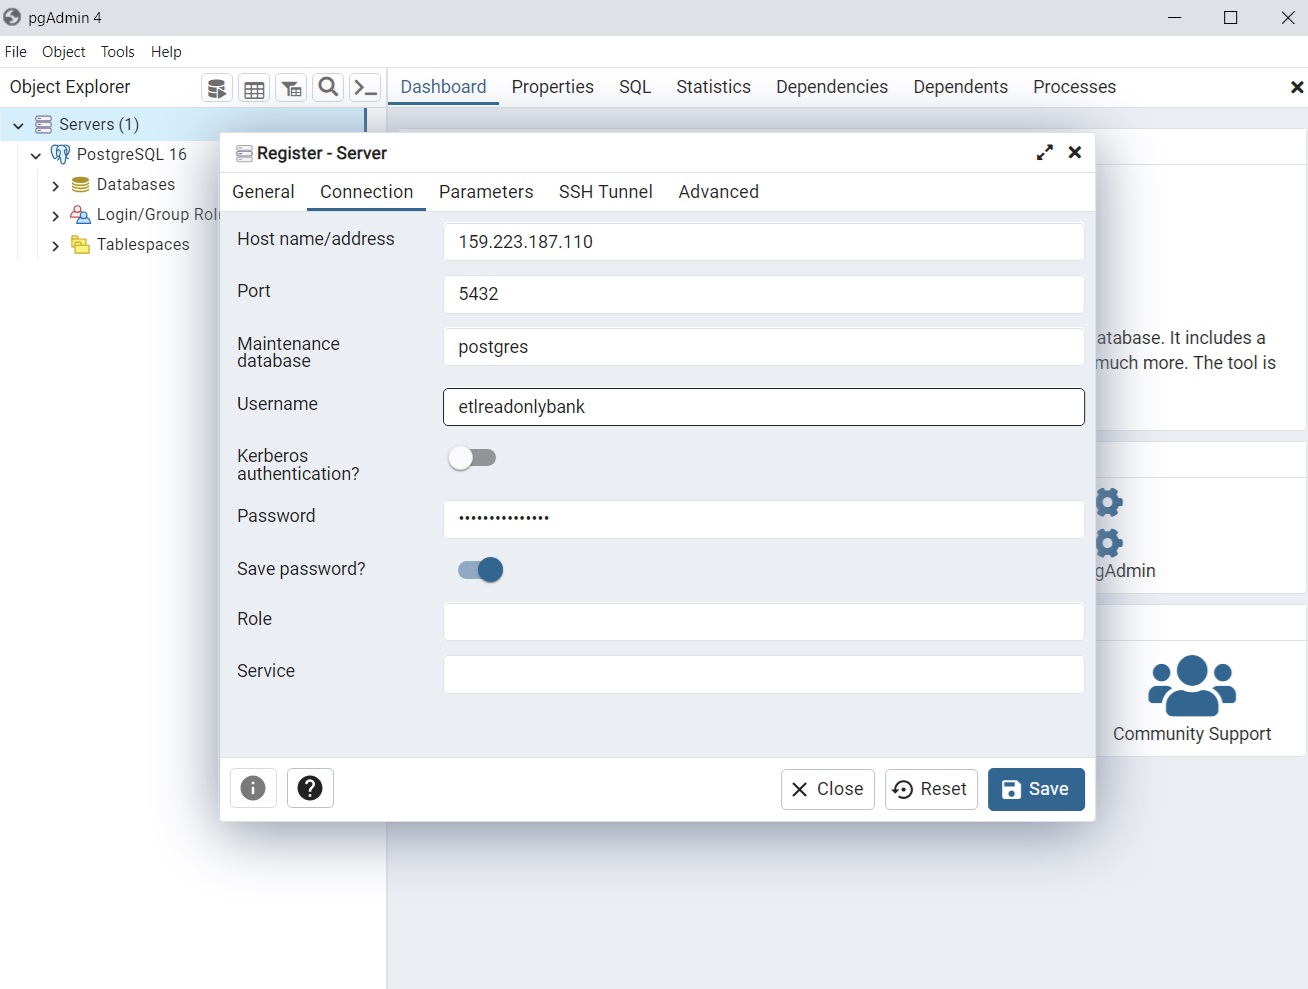 pgAdmin 4
File Object Tools Help
Object Explorer
Dashboard Properties SQL Statistics Dependencies Dependents Processes
Servers (1)
PostgreSQL 16
Databases
Login/Group Rol
Tablespaces
Register - Server
General Connection Parameters SSH Tunnel Advanced
Host name/address
159.223.187.110
Port
5432
Maintenance
database
postgres
Username
etlreadonlybank
Kerberos
authentication?
Password
•••••••••••••••
Save password?
Role
Service
Close Reset Save
atabase. It includes a
much more. The tool is
gAdmin
Community Support